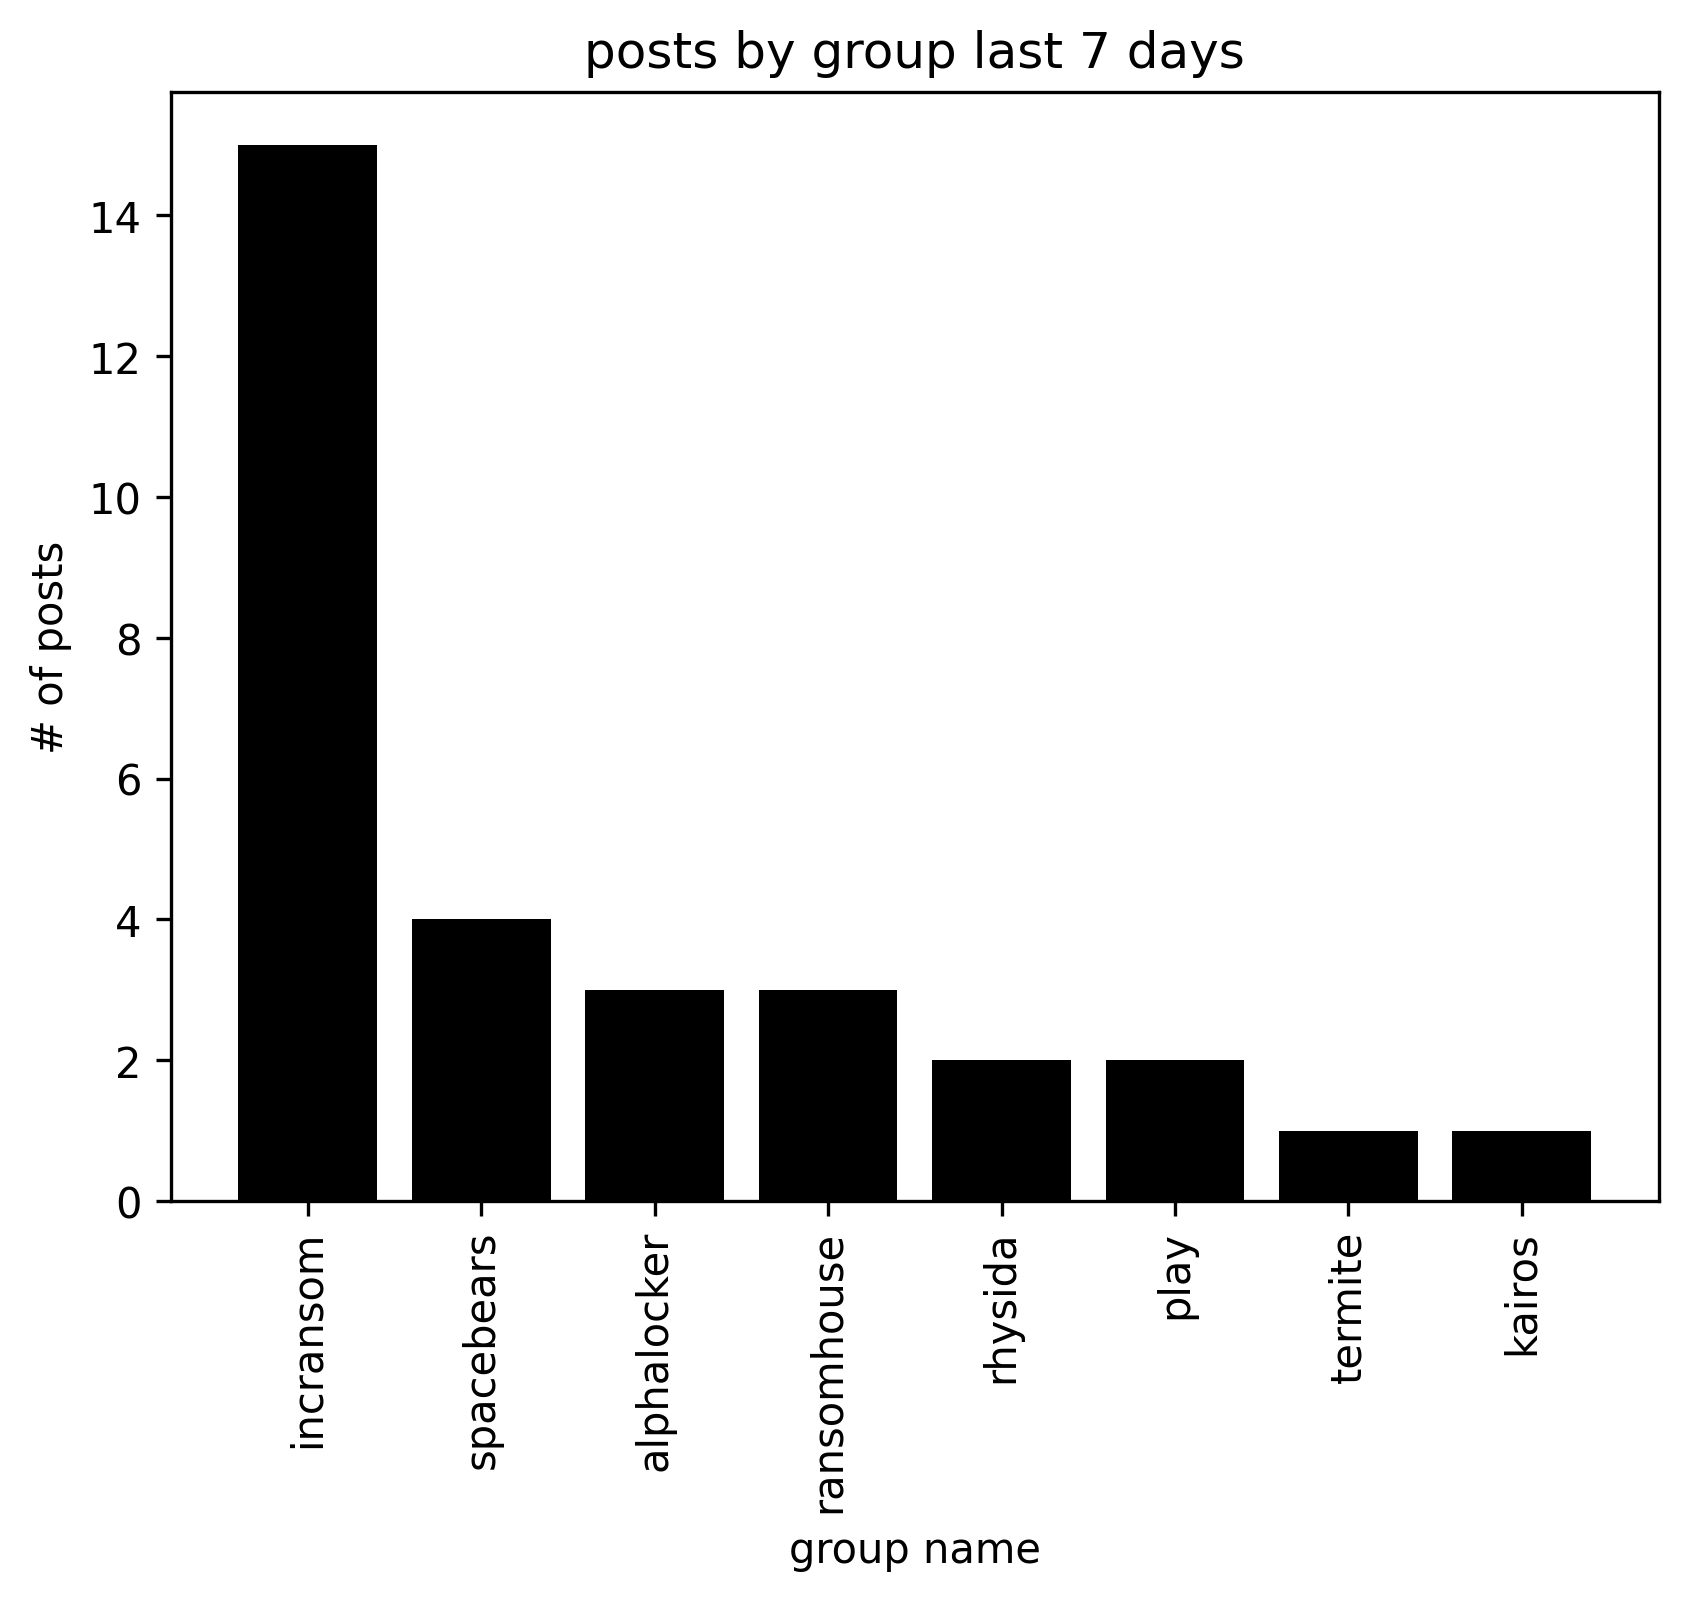 posts by group last 7 days
# of posts
14
12
10
8
6
4
2
0
incransom
spacebears
alphalocker
ransomhouse
rhysida
play
termite
kairos
group name